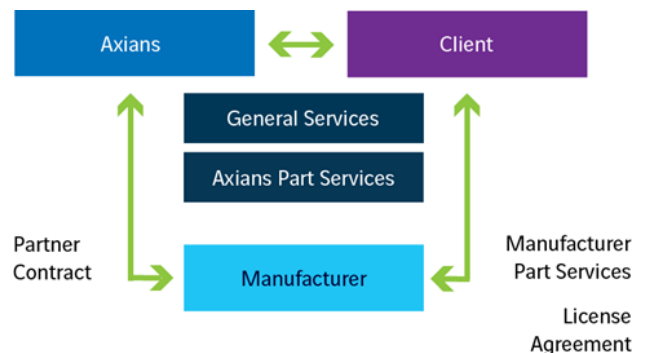 Axians
Client
General Services
Axians Part Services
Partner
Contract
Manufacturer
Manufacturer
Part Services
License
Agreement